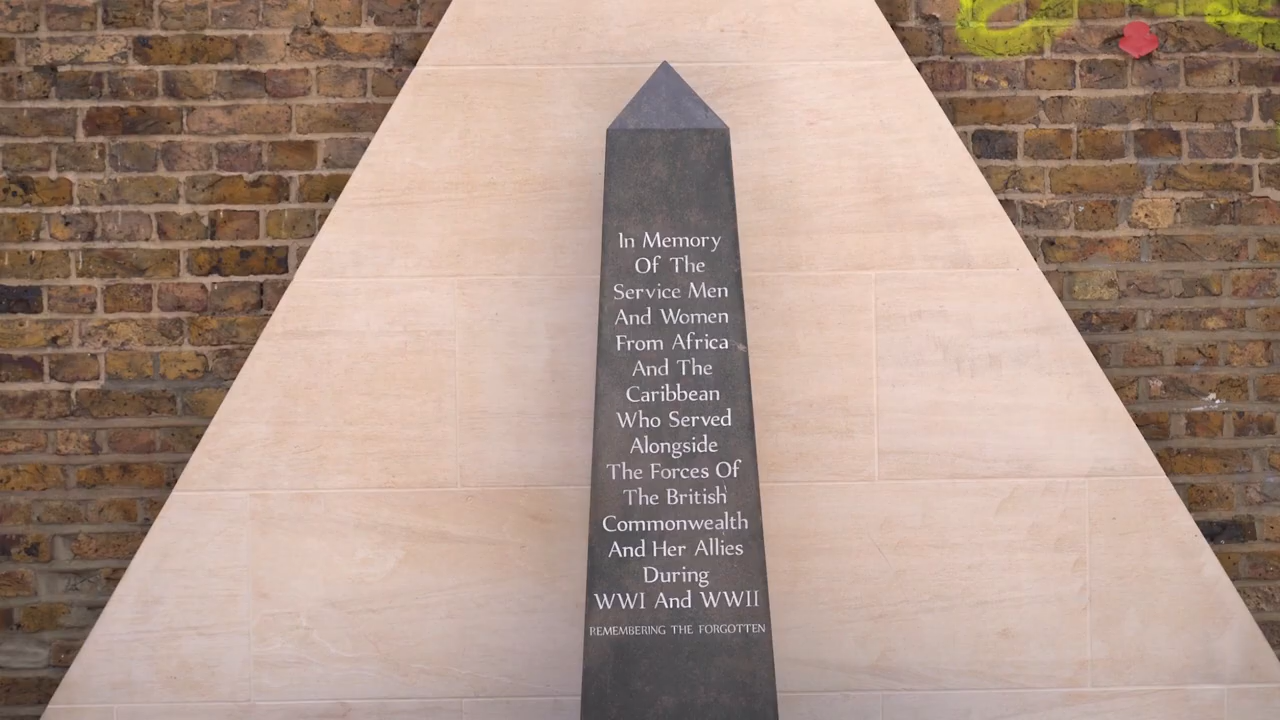 In Memory
Of The
Service Men
And Women
From Africa
And The
Caribbean
Who Served
Alongside
The Forces Of
The British
Commonwealth
And Her Allies
During
WWI And WWII
REMEMBERING THE FORGOTTEN